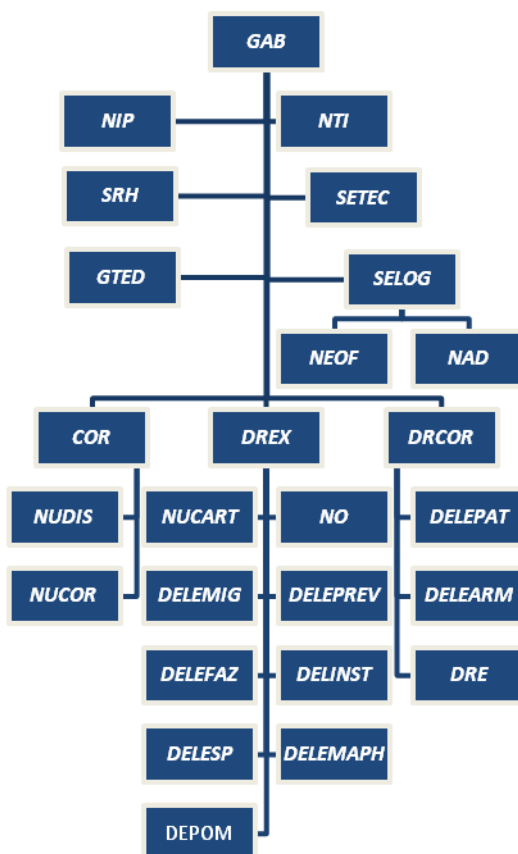 GAB
NIP
NTI
SRH
SETEC
GTED
SELOG
NEOF
NAD
COR
DREX
DRCOR
NUDIS
NUCART
NO
DELEPAT
NUCOR
DELEMIG
DELEPREV
DELEARM
DELEFAZ
DELINST
DRE
DELESP
DELEMAPH
DEPOM